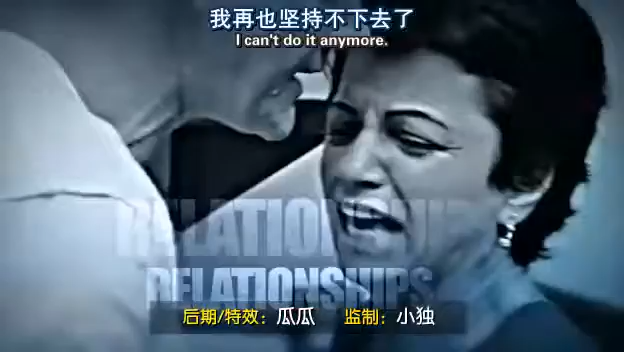 我再也坚持不下去了
I can't do it anymore.
RELATIONSHIP
RELATIONSHIPS
后期/特效：瓜瓜 监制：小独